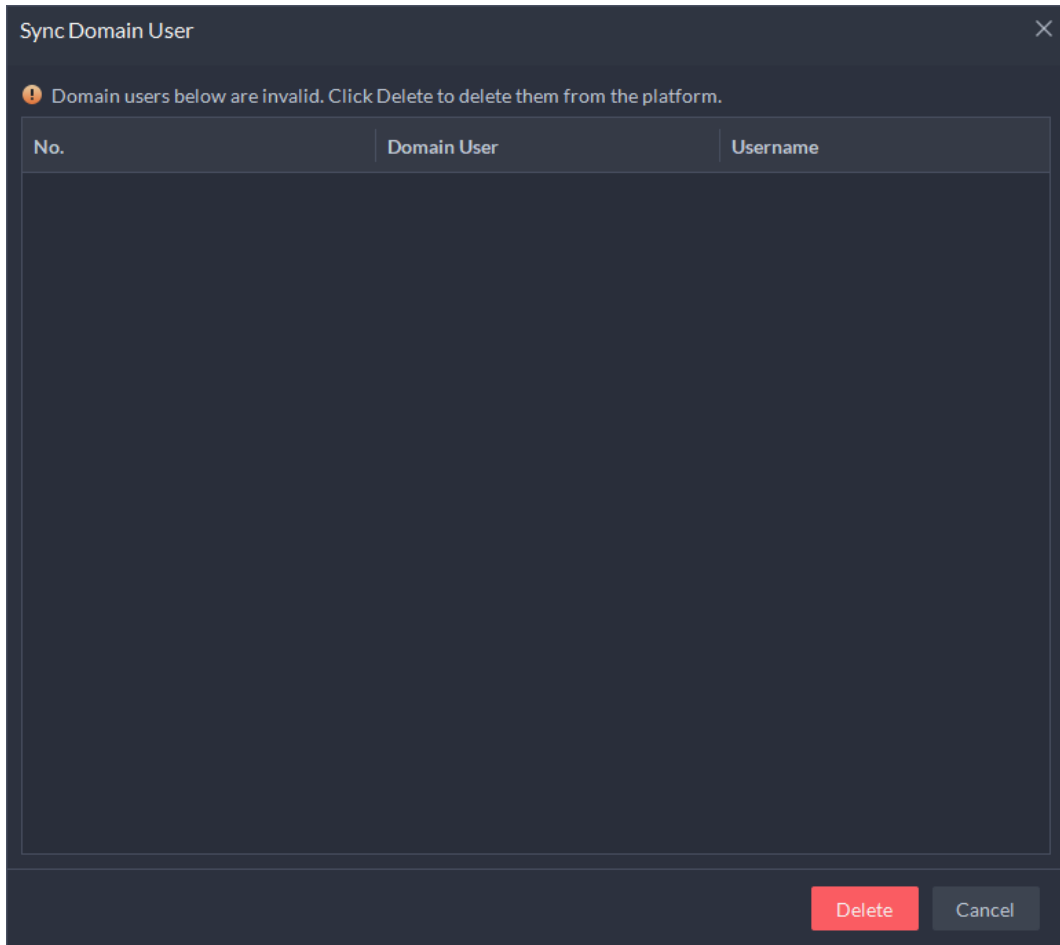 Sync Domain User
Domain users below are invalid. Click Delete to delete them from the platform.
No. Domain User Username
Delete Cancel